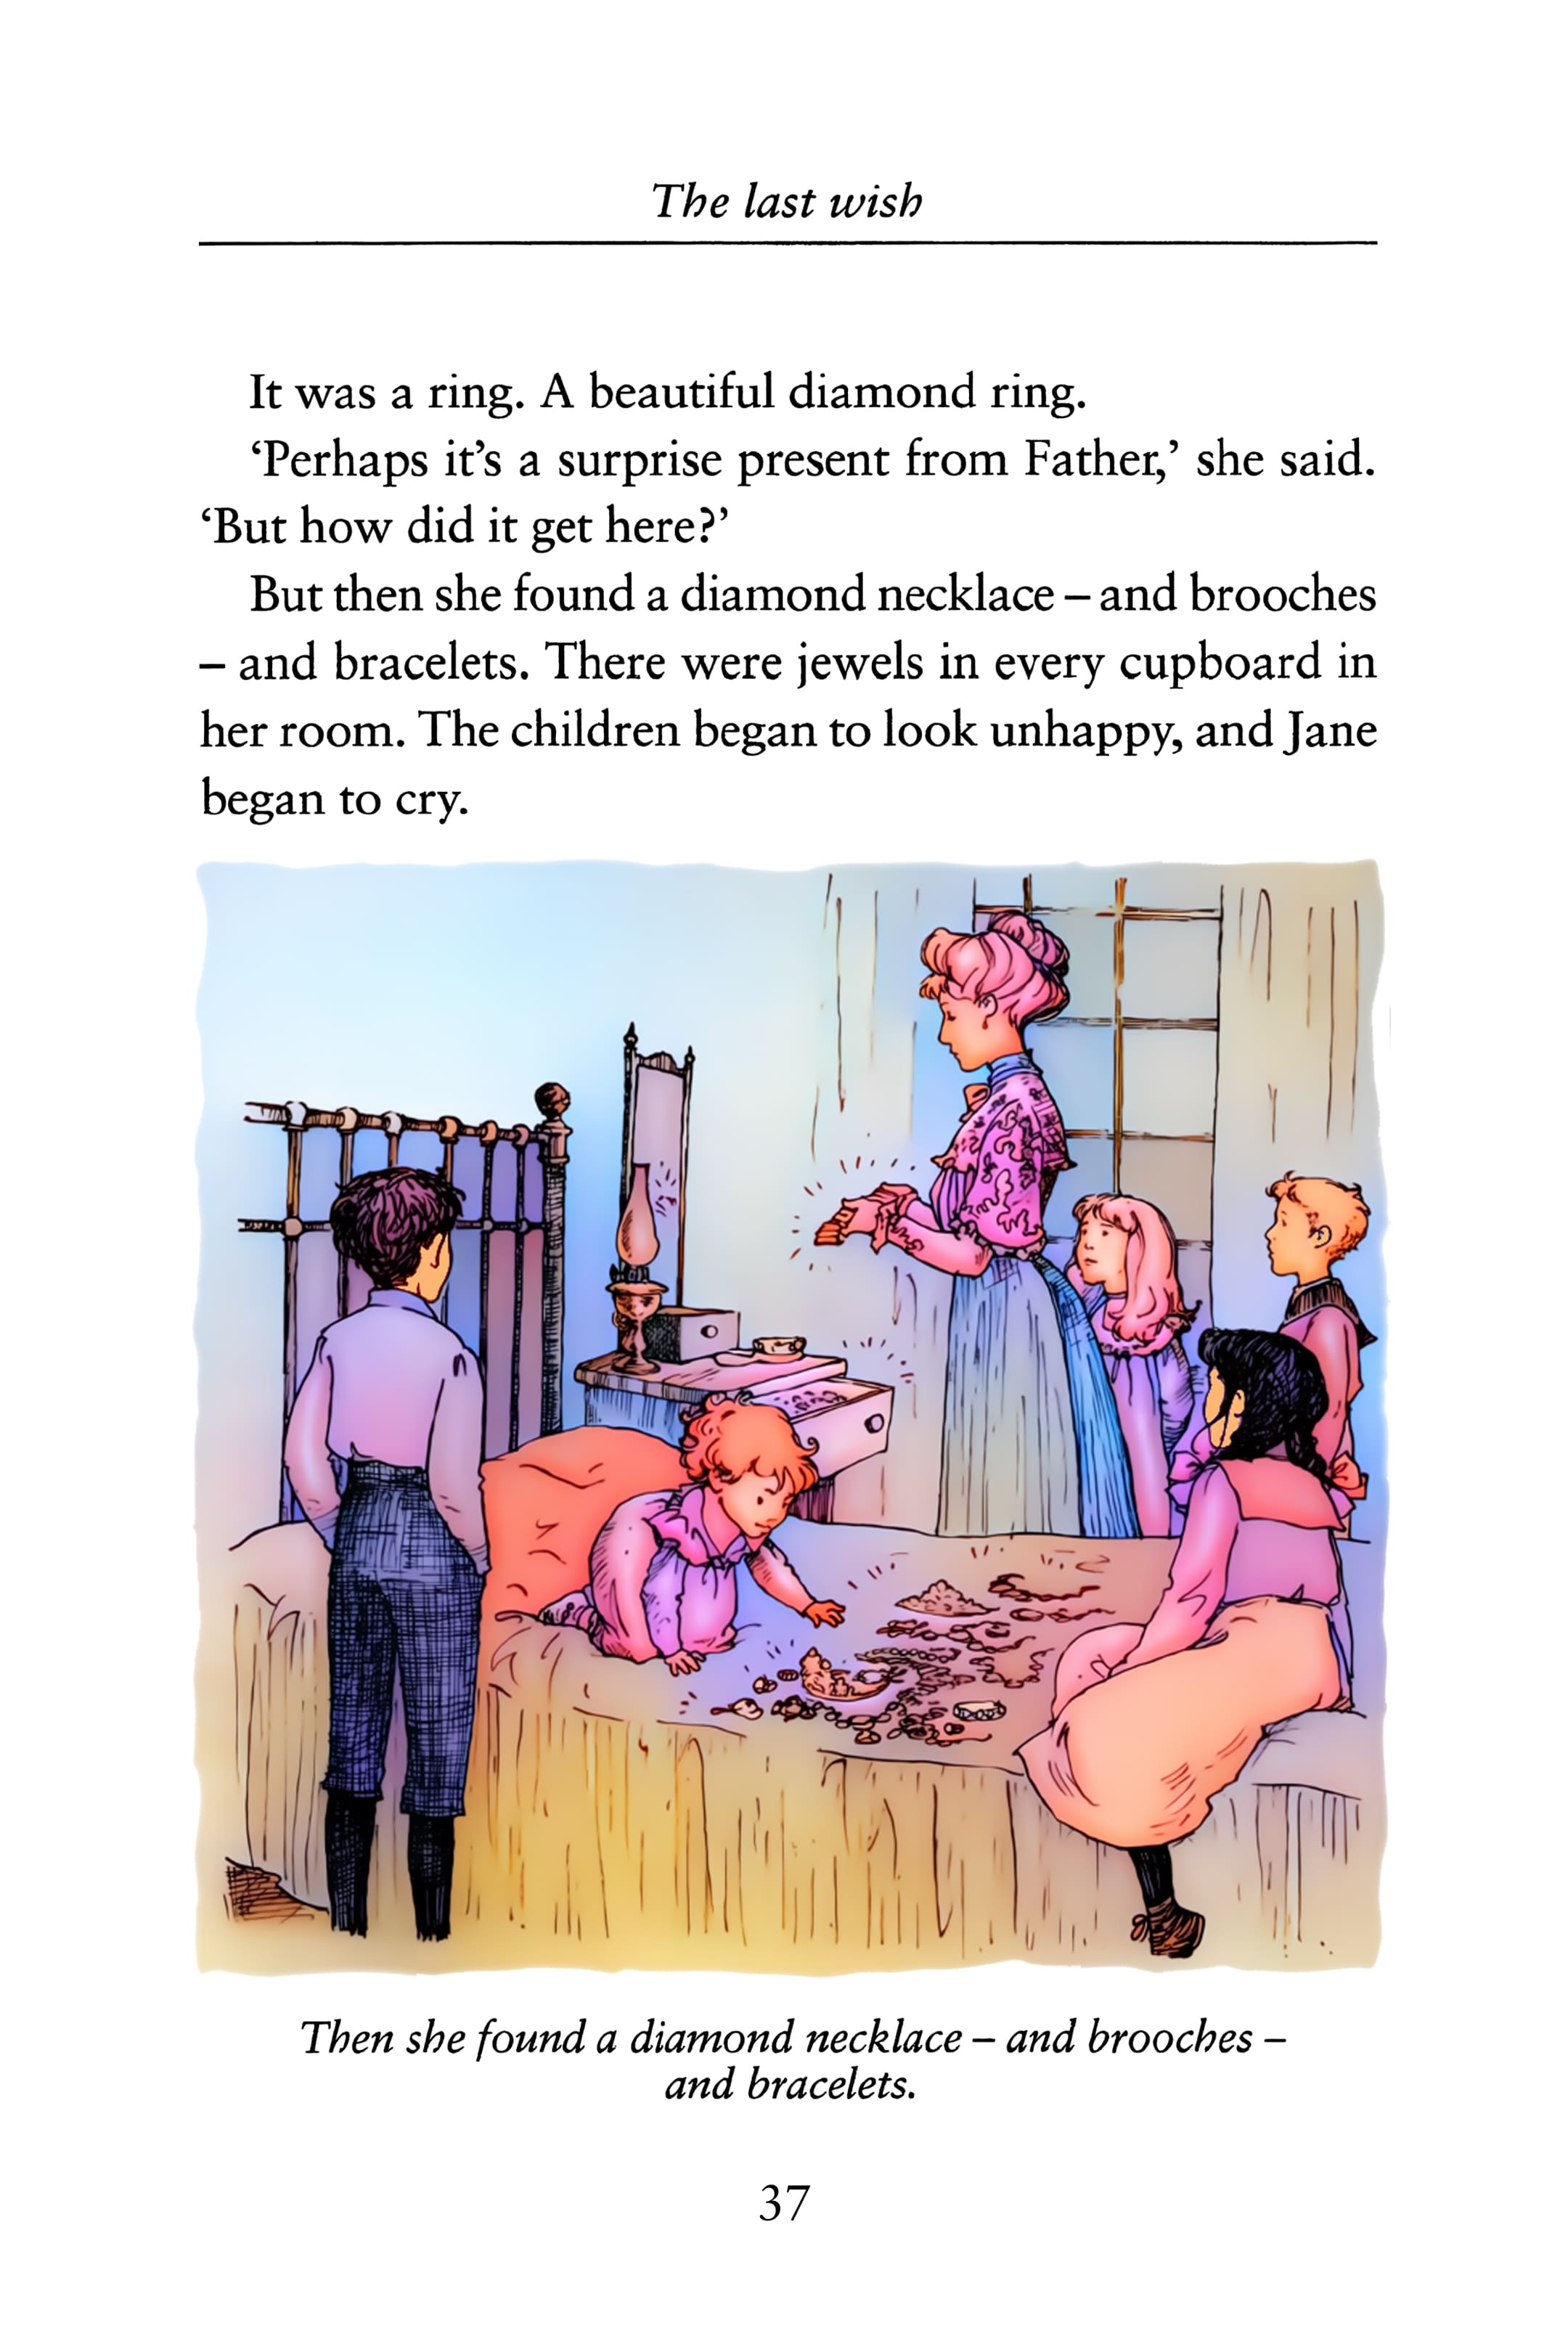 The last wish
It was a ring. A beautiful diamond ring.
‘Perhaps it’s a surprise present from Father,’ she said.
‘But how did it get here?’
But then she found a diamond necklace – and brooches
– and bracelets. There were jewels in every cupboard in
her room. The children began to look unhappy, and Jane
began to cry.
Then she found a diamond necklace – and brooches –
and bracelets.
37